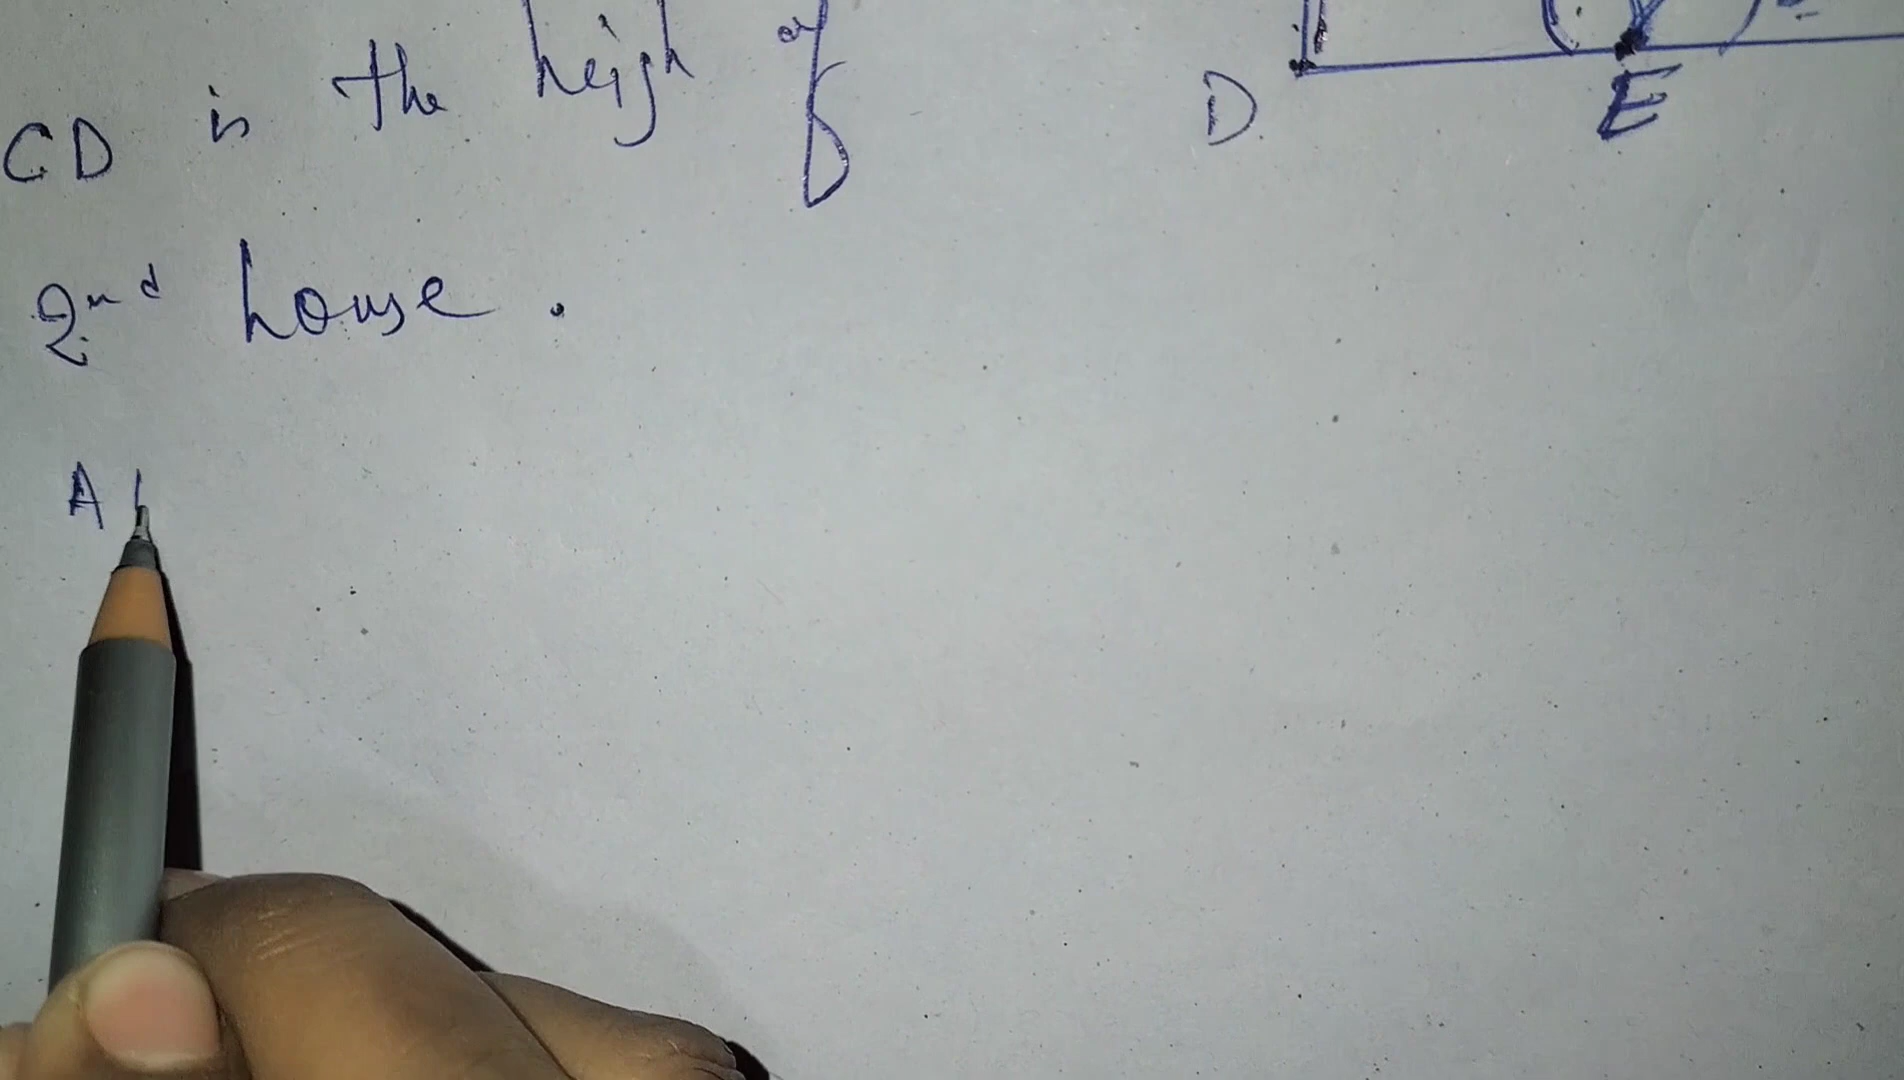 CD is the heigh of
2nd house.
A
D
E